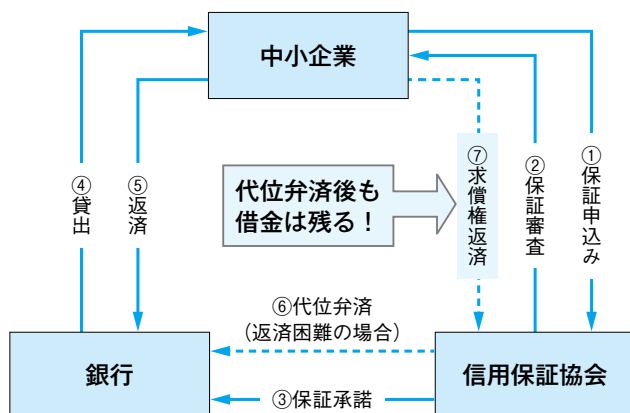 中小企業
①保証申込み
②保証審査
⑦求償権返済
④貸出
⑤返済
代位弁済後も
借金は残る！
⑥代位弁済
（返済困難の場合）
銀行
信用保証協会
③保証承諾